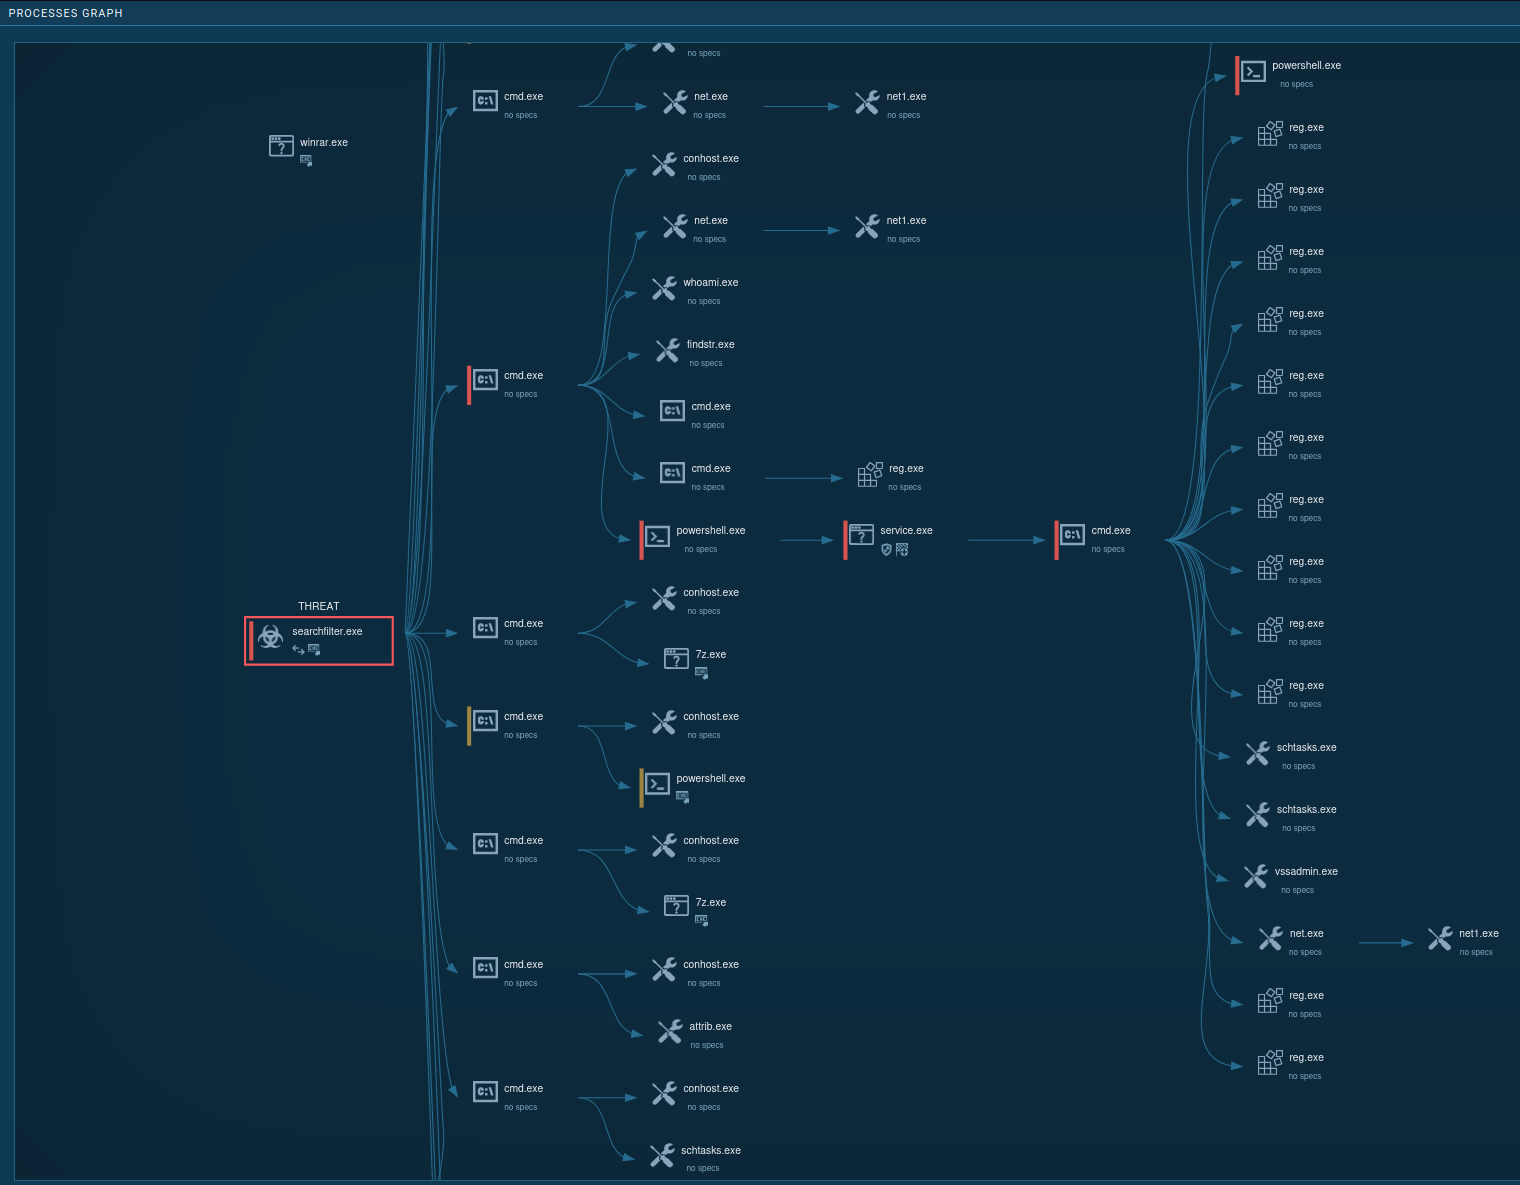 PROCESSES GRAPH
no specs
cmd.exe
no specs
net.exe
no specs
net1.exe
no specs
winrar.exe
conhost.exe
no specs
net.exe
no specs
net1.exe
no specs
whoami.exe
no specs
findstr.exe
no specs
cmd.exe
no specs
cmd.exe
no specs
cmd.exe
no specs
reg.exe
no specs
powershell.exe
no specs
service.exe
cmd.exe
no specs
THREAT
searchfilter.exe
cmd.exe
no specs
conhost.exe
no specs
7z.exe
cmd.exe
no specs
conhost.exe
no specs
powershell.exe
cmd.exe
no specs
conhost.exe
no specs
7z.exe
cmd.exe
no specs
conhost.exe
no specs
attrib.exe
no specs
cmd.exe
no specs
conhost.exe
no specs
schtasks.exe
no specs
powershell.exe
no specs
reg.exe
no specs
reg.exe
no specs
reg.exe
no specs
reg.exe
no specs
reg.exe
no specs
reg.exe
no specs
reg.exe
no specs
reg.exe
no specs
reg.exe
no specs
reg.exe
no specs
schtasks.exe
no specs
schtasks.exe
no specs
vssadmin.exe
no specs
net.exe
no specs
net1.exe
no specs
reg.exe
no specs
reg.exe
no specs